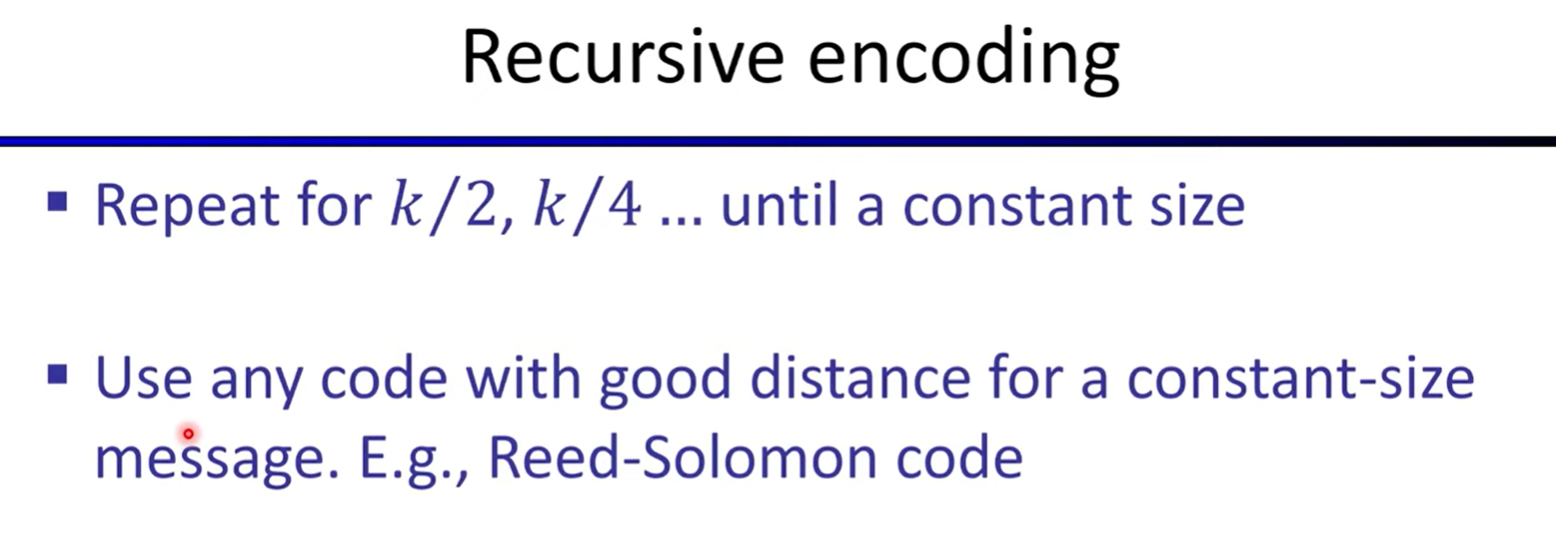 Recursive encoding
▪ Repeat for k/2, k/4 ... until a constant size
▪ Use any code with good distance for a constant-size
message. E.g., Reed-Solomon code